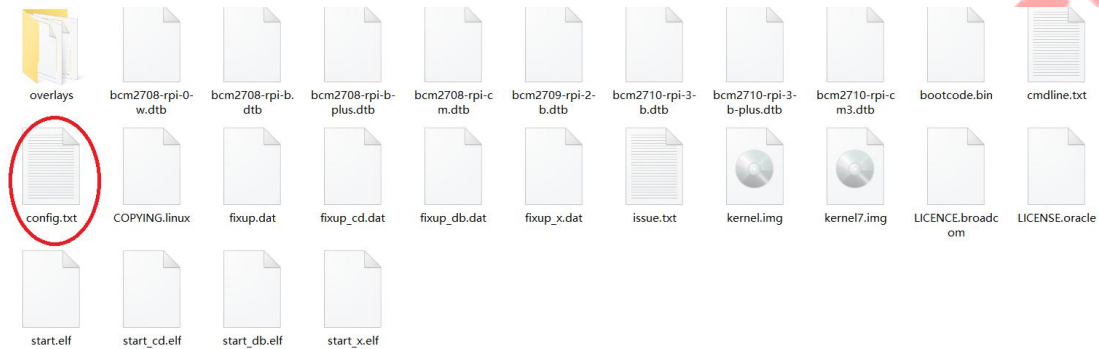 overlays
bcm2708-rpi-0-
w.dtb
bcm2708-rpi-b.
dtb
bcm2708-rpi-b-
plus.dtb
bcm2708-rpi-c
m.dtb
bcm2709-rpi-2-
b.dtb
bcm2710-rpi-3-
b.dtb
bcm2710-rpi-3-
b-plus.dtb
bcm2710-rpi-c
m3.dtb
bootcode.bin
cmdline.txt
config.txt
COPYING.linux
fixup.dat
fixup_cd.dat
fixup_db.dat
fixup_x.dat
issue.txt
kernel.img
kernel7.img
LICENCE.broadc
om
LICENSE.oracle
start.elf
start_cd.elf
start_db.elf
start_x.elf